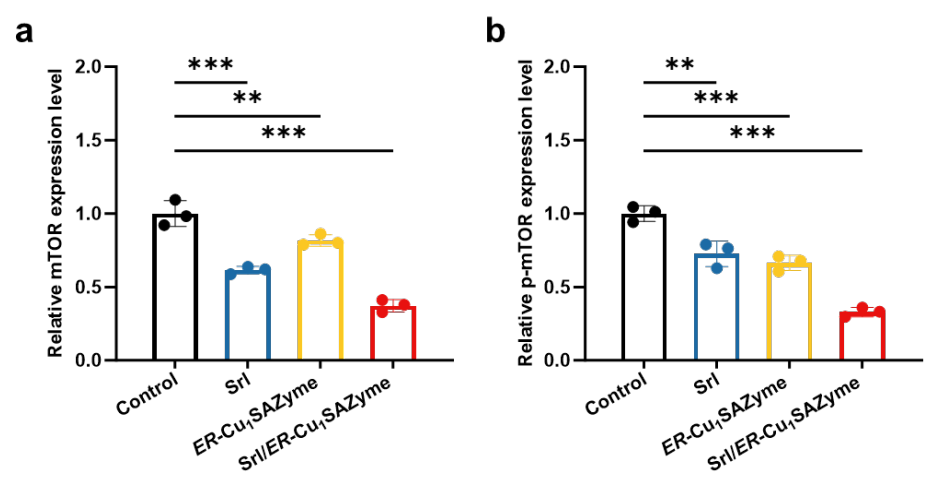 a
Relative mTOR expression level
2.0
1.5
1.0
0.5
0.0
***
**
***
Control
Srl
ER-Cu₁SAZyme
Srl/ER-Cu₁SAZyme
b
Relative p-mTOR expression level
2.0
1.5
1.0
0.5
0.0
**
***
***
Control
Srl
ER-Cu₁SAZyme
Srl/ER-Cu₁SAZyme